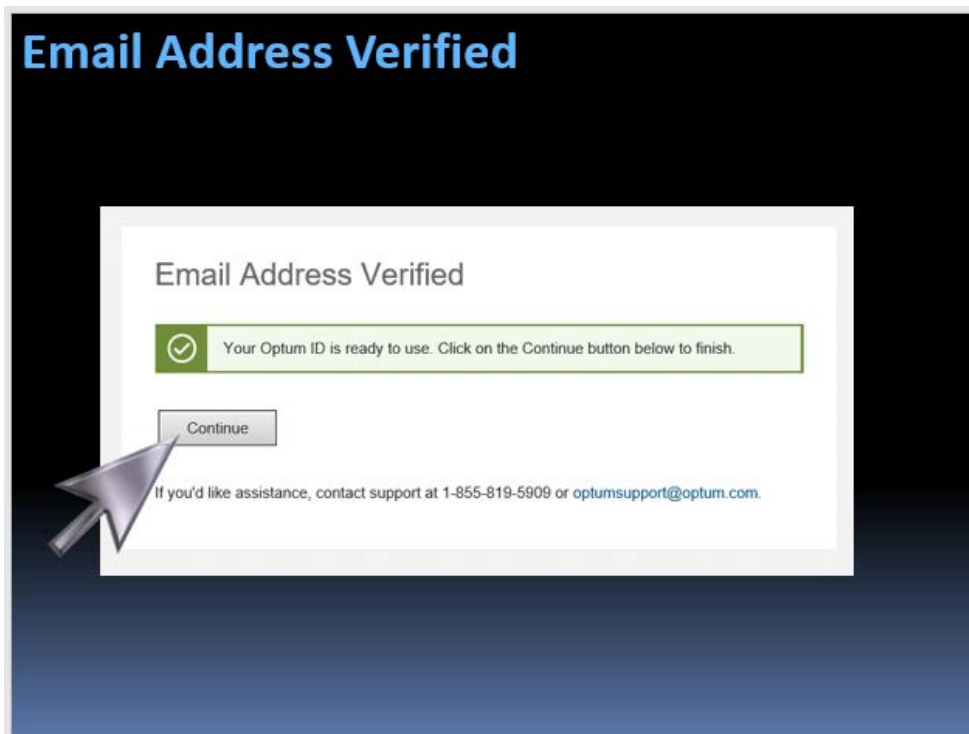 Email Address Verified
Email Address Verified
Your Optum ID is ready to use. Click on the Continue button below to finish.
Continue
If you'd like assistance, contact support at 1-855-819-5909 or optumsupport@optum.com.